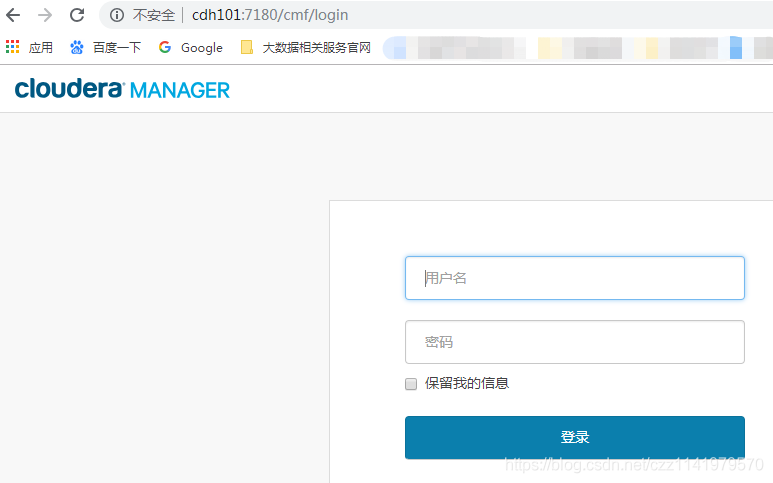 不安全 cdh101:7180/cmf/login
应用 百度一下 Google 大数据相关服务官网
cloudera MANAGER
用户名
密码
保留我的信息
登录
https://blog.csdn.net/czz1141979570